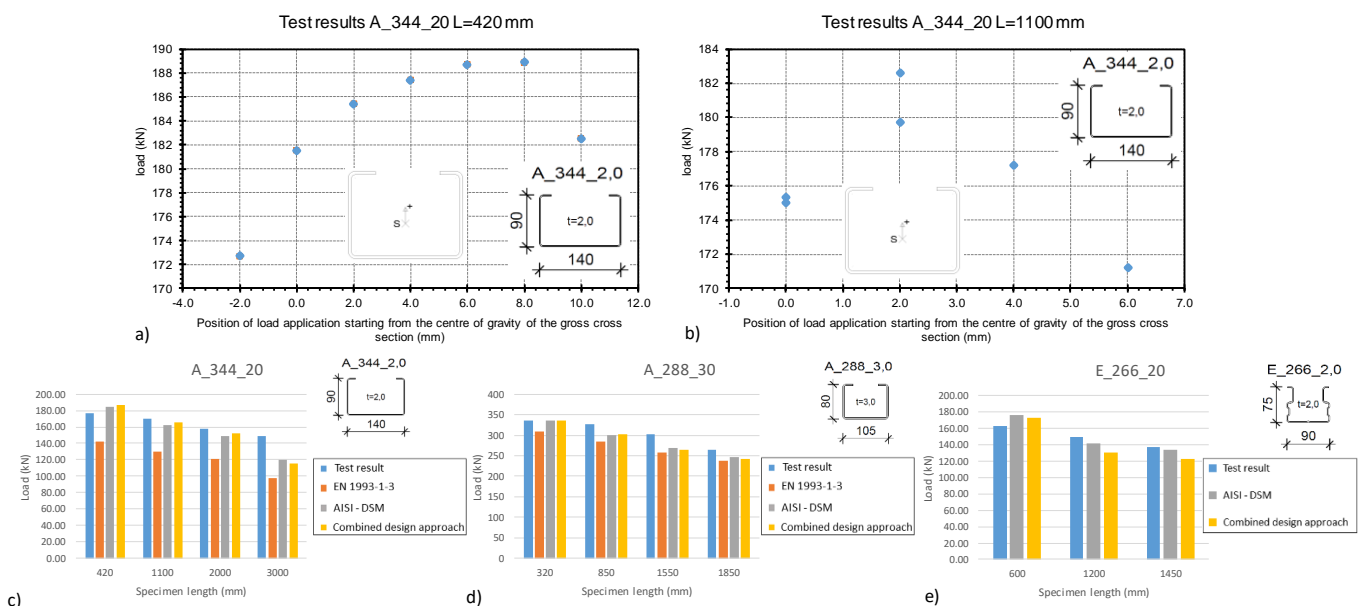 Test results A_344_20 L=420 mm
190
188
186
184
182
180
178
176
174
172
170
load (kN)
-4.0 -2.0 0.0 2.0 4.0 6.0 8.0 10.0 12.0
Position of load application starting from the centre of gravity of the gross cross
section (mm)
S
+
A_344_2,0
90
t=2,0
140
a)
Test results A_344_20 L=1100 mm
184
182
180
178
176
174
172
170
load (kN)
-1.0 0.0 1.0 2.0 3.0 4.0 5.0 6.0 7.0
Position of load application starting from the centre of gravity of the gross cross
section (mm)
S
+
A_344_2,0
90
t=2,0
140
b)
A_344_20
200.00
180.00
160.00
140.00
120.00
100.00
80.00
60.00
40.00
20.00
0.00
Load (kN)
420 1100 2000 3000
Specimen length (mm)
A_344_2,0
90
t=2,0
140
Test result
EN 1993-1-3
AISI - DSM
Combined design approach
c)
A_288_30
400
350
300
250
200
150
100
50
0
Load (kN)
320 850 1550 1850
Specimen length (mm)
A_288_3,0
80
t=3,0
105
Test result
EN 1993-1-3
AISI - DSM
Combined design approach
d)
E_266_20
200.00
180.00
160.00
140.00
120.00
100.00
80.00
60.00
40.00
20.00
0.00
Load (kN)
600 1200 1450
Specimen length (mm)
E_266_2,0
75
t=2,0
90
Test result
AISI - DSM
Combined design approach
e)